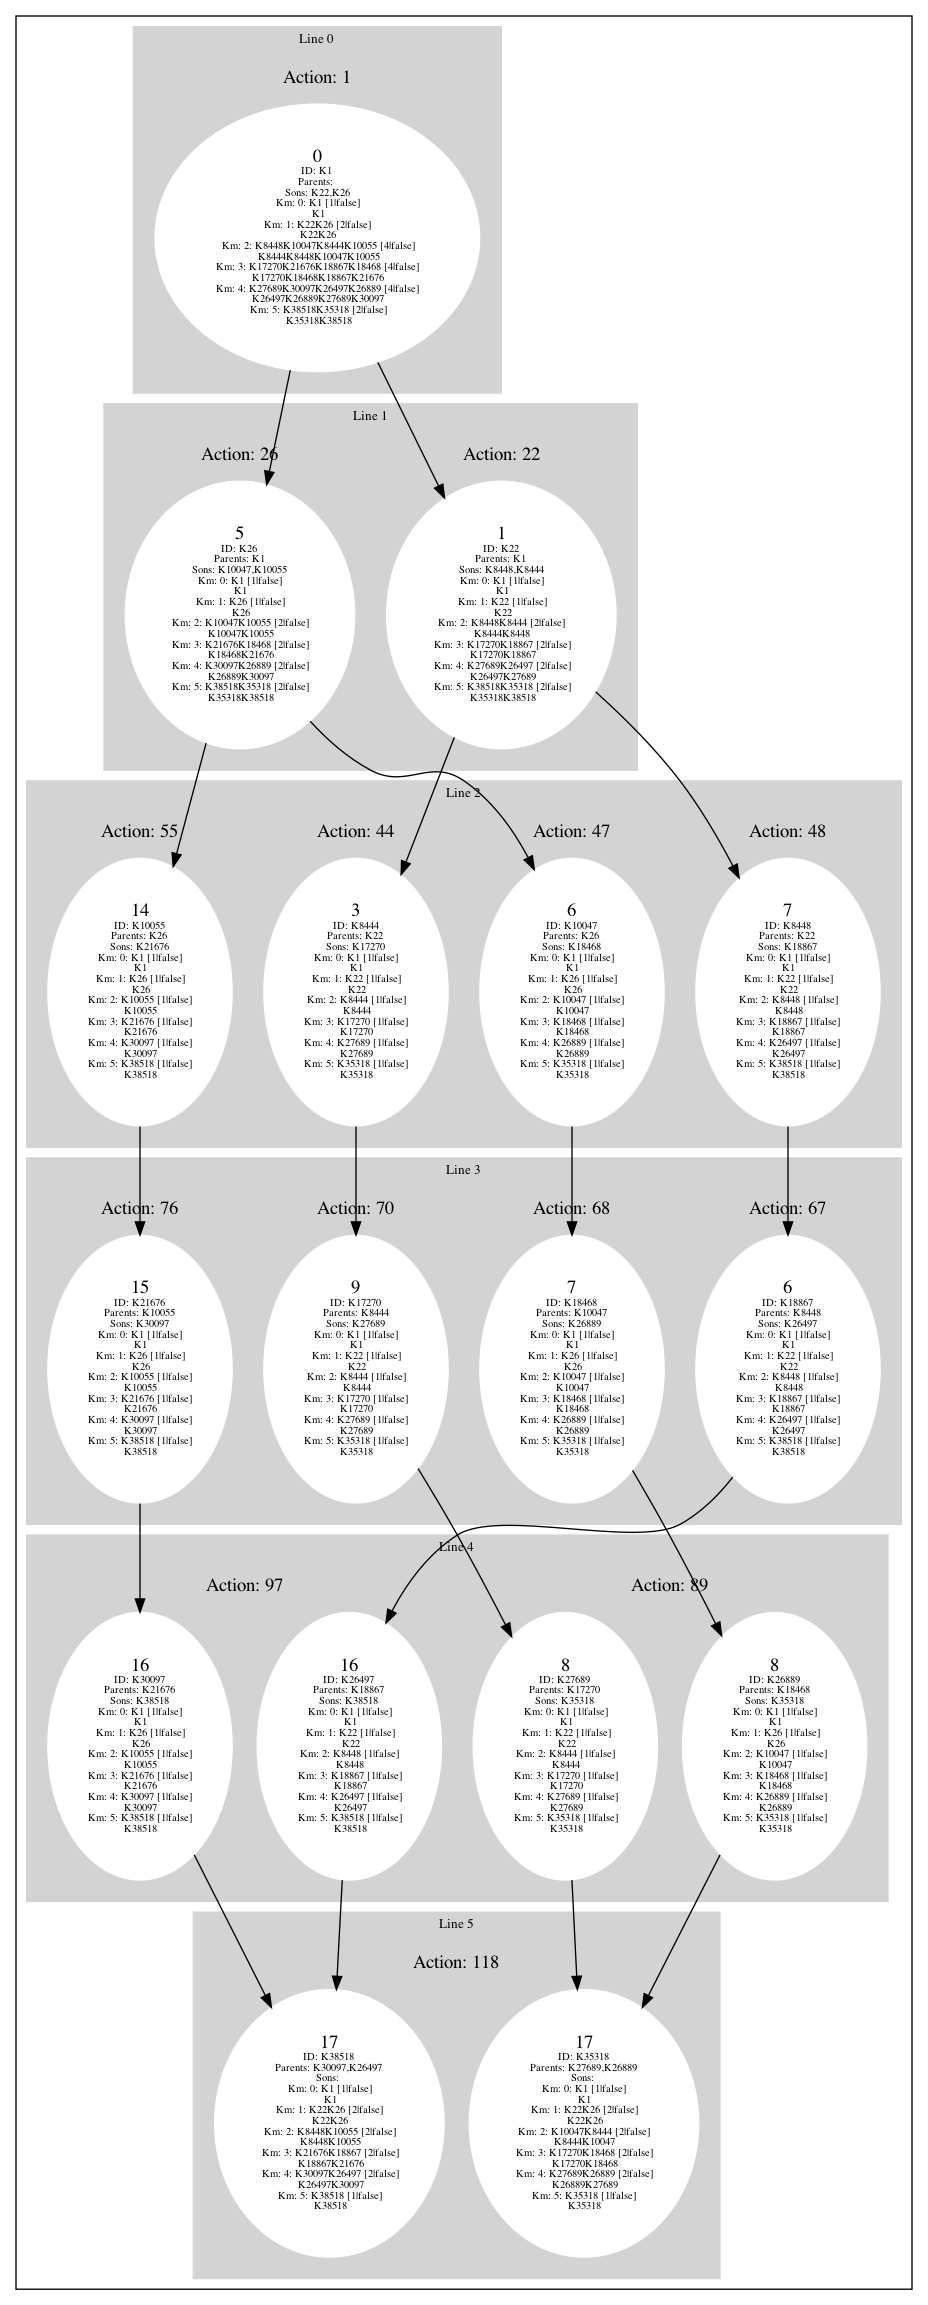 Line 0
Action: 1
0
ID: K1
Parents:
Sons: K22,K26
Km: 0: K1 [1|false]
K1
Km: 1: K22K26 [2|false]
K22K26
Km: 2: K8448K10047K8444K10055 [4|false]
K8444K8448K10047K10055
Km: 3: K17270K21676K18867K18468 [4|false]
K17270K18468K18867K21676
Km: 4: K27689K30097K26497K26889 [4|false]
K26497K26889K27689K30097
Km: 5: K38518K35318 [2|false]
K35318K38518
Line 1
Action: 26
5
ID: K26
Parents: K1
Sons: K10047,K10055
Km: 0: K1 [1|false]
K1
Km: 1: K26 [1|false]
K26
Km: 2: K10047K10055 [2|false]
K10047K10055
Km: 3: K21676K18468 [2|false]
K18468K21676
Km: 4: K30097K26889 [2|false]
K26889K30097
Km: 5: K38518K35318 [2|false]
K35318K38518
Action: 22
1
ID: K22
Parents: K1
Sons: K8448,K8444
Km: 0: K1 [1|false]
K1
Km: 1: K22 [1|false]
K22
Km: 2: K8448K8444 [2|false]
K8444K8448
Km: 3: K17270K18867 [2|false]
K17270K18867
Km: 4: K27689K26497 [2|false]
K26497K27689
Km: 5: K38518K35318 [2|false]
K35318K38518
Line 2
Action: 55
14
ID: K10055
Parents: K26
Sons: K21676
Km: 0: K1 [1|false]
K1
Km: 1: K26 [1|false]
K26
Km: 2: K10055 [1|false]
K10055
Km: 3: K21676 [1|false]
K21676
Km: 4: K30097 [1|false]
K30097
Km: 5: K38518 [1|false]
K38518
Action: 44
3
ID: K8444
Parents: K22
Sons: K17270
Km: 0: K1 [1|false]
K1
Km: 1: K22 [1|false]
K22
Km: 2: K8444 [1|false]
K8444
Km: 3: K17270 [1|false]
K17270
Km: 4: K27689 [1|false]
K27689
Km: 5: K35318 [1|false]
K35318
Action: 47
6
ID: K10047
Parents: K26
Sons: K18468
Km: 0: K1 [1|false]
K1
Km: 1: K26 [1|false]
K26
Km: 2: K10047 [1|false]
K10047
Km: 3: K18468 [1|false]
K18468
Km: 4: K26889 [1|false]
K26889
Km: 5: K35318 [1|false]
K35318
Action: 48
7
ID: K8448
Parents: K22
Sons: K18867
Km: 0: K1 [1|false]
K1
Km: 1: K22 [1|false]
K22
Km: 2: K8448 [1|false]
K8448
Km: 3: K18867 [1|false]
K18867
Km: 4: K26497 [1|false]
K26497
Km: 5: K38518 [1|false]
K38518
Line 3
Action: 76
15
ID: K21676
Parents: K10055
Sons: K30097
Km: 0: K1 [1|false]
K1
Km: 1: K26 [1|false]
K26
Km: 2: K10055 [1|false]
K10055
Km: 3: K21676 [1|false]
K21676
Km: 4: K30097 [1|false]
K30097
Km: 5: K38518 [1|false]
K38518
Action: 70
9
ID: K17270
Parents: K8444
Sons: K27689
Km: 0: K1 [1|false]
K1
Km: 1: K22 [1|false]
K22
Km: 2: K8444 [1|false]
K8444
Km: 3: K17270 [1|false]
K17270
Km: 4: K27689 [1|false]
K27689
Km: 5: K35318 [1|false]
K35318
Action: 68
7
ID: K18468
Parents: K10047
Sons: K26889
Km: 0: K1 [1|false]
K1
Km: 1: K26 [1|false]
K26
Km: 2: K10047 [1|false]
K10047
Km: 3: K18468 [1|false]
K18468
Km: 4: K26889 [1|false]
K26889
Km: 5: K35318 [1|false]
K35318
Action: 67
6
ID: K18867
Parents: K8448
Sons: K26497
Km: 0: K1 [1|false]
K1
Km: 1: K22 [1|false]
K22
Km: 2: K8448 [1|false]
K8448
Km: 3: K18867 [1|false]
K18867
Km: 4: K26497 [1|false]
K26497
Km: 5: K38518 [1|false]
K38518
Line 4
Action: 97
16
ID: K30097
Parents: K21676
Sons: K38518
Km: 0: K1 [1|false]
K1
Km: 1: K26 [1|false]
K26
Km: 2: K10055 [1|false]
K10055
Km: 3: K21676 [1|false]
K21676
Km: 4: K30097 [1|false]
K30097
Km: 5: K38518 [1|false]
K38518
16
ID: K26497
Parents: K18867
Sons: K38518
Km: 0: K1 [1|false]
K1
Km: 1: K22 [1|false]
K22
Km: 2: K8448 [1|false]
K8448
Km: 3: K18867 [1|false]
K18867
Km: 4: K26497 [1|false]
K26497
Km: 5: K38518 [1|false]
K38518
Action: 89
8
ID: K27689
Parents: K17270
Sons: K35318
Km: 0: K1 [1|false]
K1
Km: 1: K22 [1|false]
K22
Km: 2: K8444 [1|false]
K8444
Km: 3: K17270 [1|false]
K17270
Km: 4: K27689 [1|false]
K27689
Km: 5: K35318 [1|false]
K35318
8
ID: K26889
Parents: K18468
Sons: K35318
Km: 0: K1 [1|false]
K1
Km: 1: K26 [1|false]
K26
Km: 2: K10047 [1|false]
K10047
Km: 3: K18468 [1|false]
K18468
Km: 4: K26889 [1|false]
K26889
Km: 5: K35318 [1|false]
K35318
Line 5
Action: 118
17
ID: K38518
Parents: K30097,K26497
Sons:
Km: 0: K1 [1|false]
K1
Km: 1: K22K26 [2|false]
K22K26
Km: 2: K8448K10055 [2|false]
K8448K10055
Km: 3: K21676K18867 [2|false]
K18867K21676
Km: 4: K30097K26497 [2|false]
K26497K30097
Km: 5: K38518 [1|false]
K38518
17
ID: K35318
Parents: K27689,K26889
Sons:
Km: 0: K1 [1|false]
K1
Km: 1: K22K26 [2|false]
K22K26
Km: 2: K10047K8444 [2|false]
K8444K10047
Km: 3: K17270K18468 [2|false]
K17270K18468
Km: 4: K27689K26889 [2|false]
K26889K27689
Km: 5: K35318 [1|false]
K35318